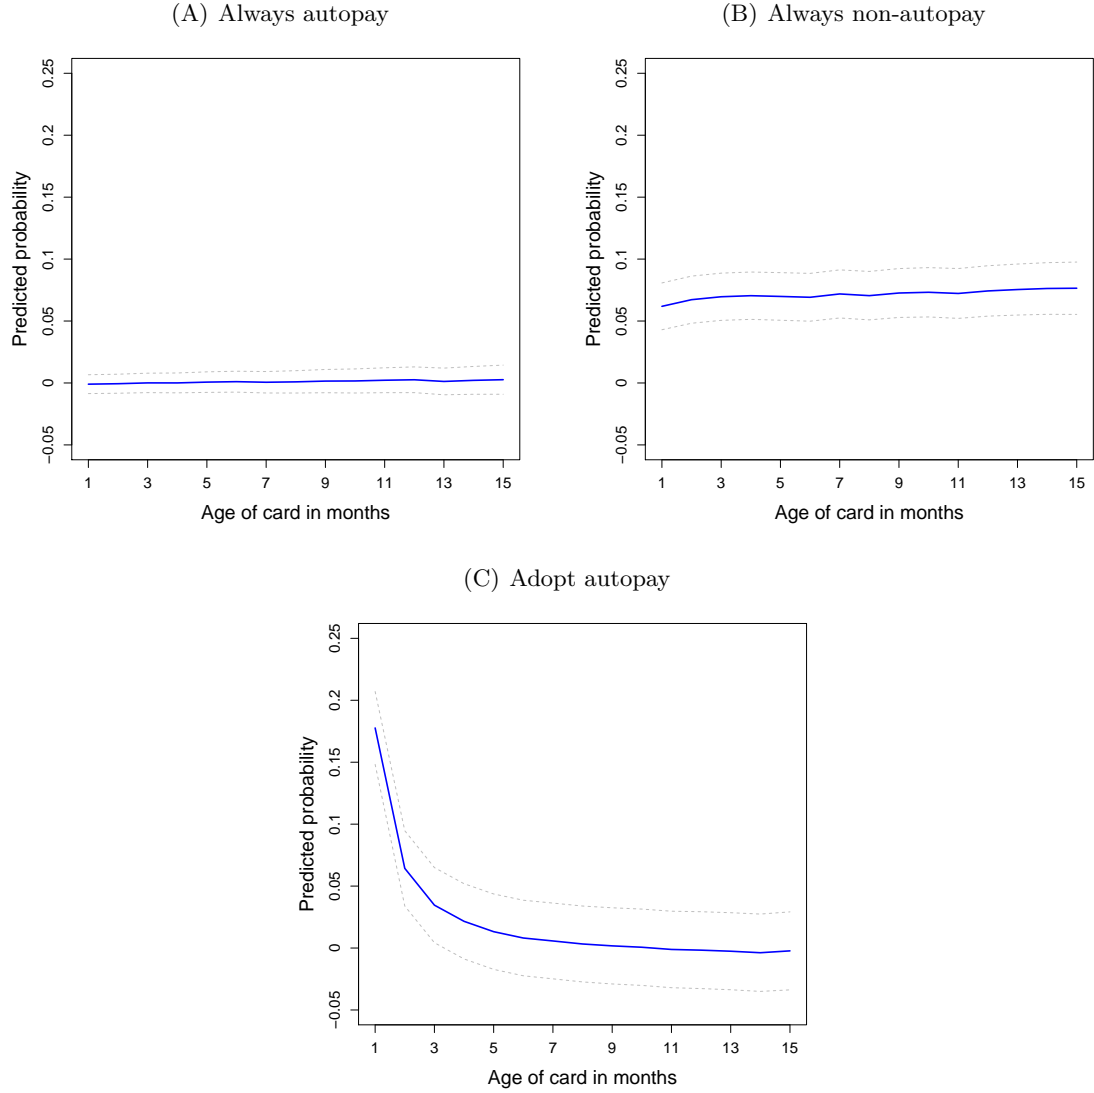 (A) Always autopay
Predicted probability
0.25
0.2
0.15
0.1
0.05
0
−0.05
1 3 5 7 9 11 13 15
Age of card in months
(B) Always non-autopay
Predicted probability
0.25
0.2
0.15
0.1
0.05
0
−0.05
1 3 5 7 9 11 13 15
Age of card in months
(C) Adopt autopay
Predicted probability
0.25
0.2
0.15
0.1
0.05
0
−0.05
1 3 5 7 9 11 13 15
Age of card in months